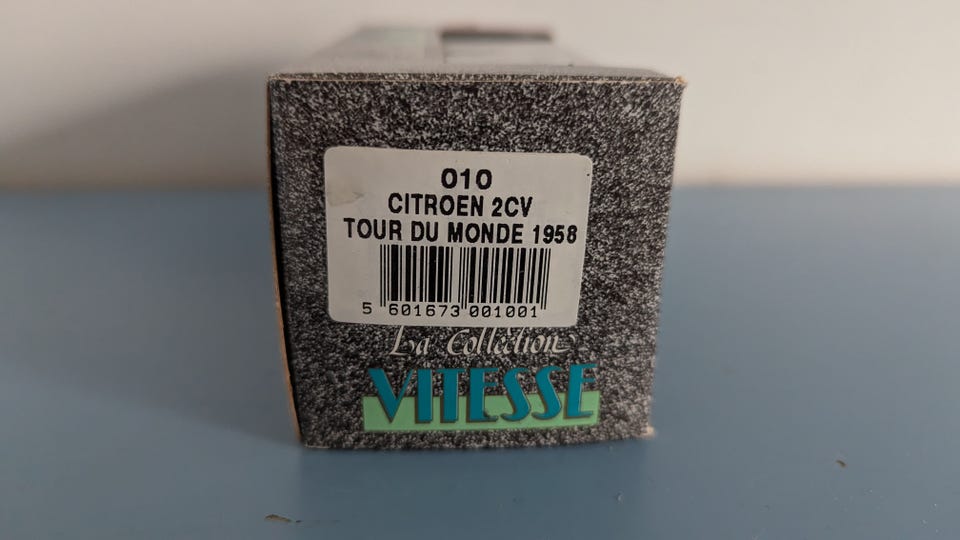 010
CITROEN 2CV
TOUR DU MONDE 1958
5 601673 001001
La Collection
VITESSE